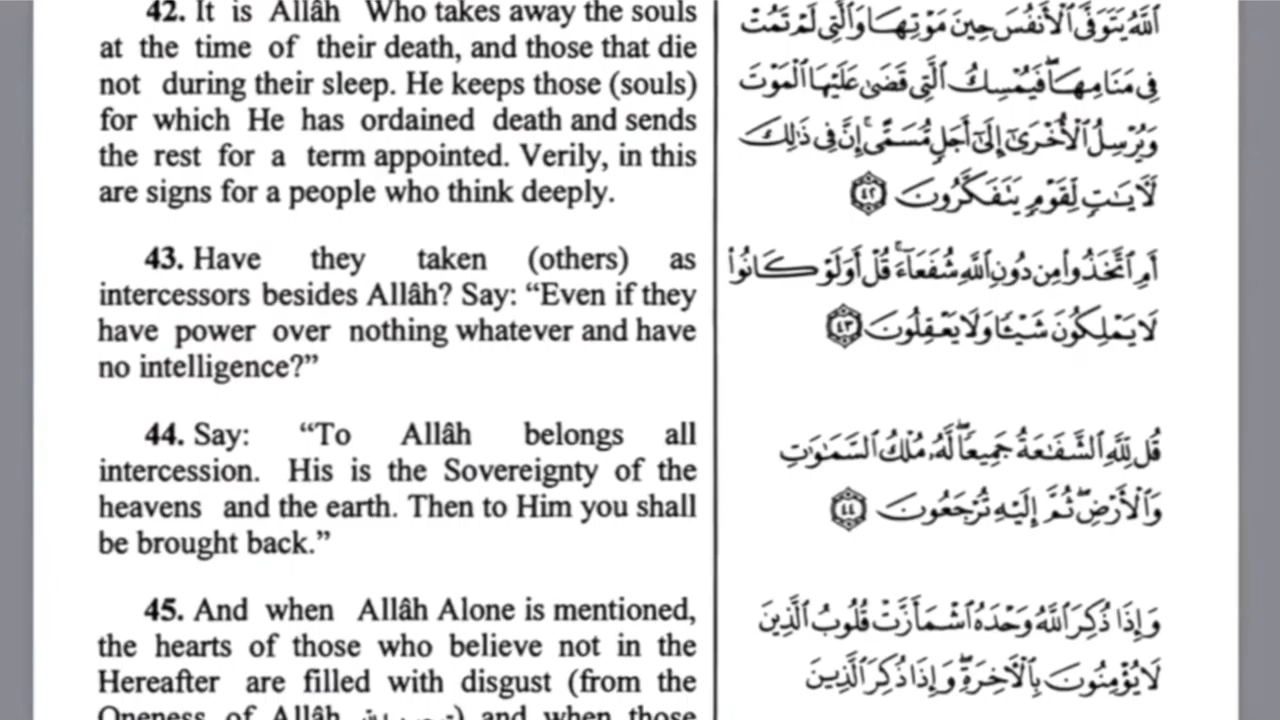 42. It is Allâh Who takes away the souls
at the time of their death, and those that die
not during their sleep. He keeps those (souls)
for which He has ordained death and sends
the rest for a term appointed. Verily, in this
are signs for a people who think deeply.
43. Have they taken (others) as
intercessors besides Allâh? Say: “Even if they
have power over nothing whatever and have
no intelligence?”
44. Say: “To Allâh belongs all
intercession. His is the Sovereignty of the
heavens and the earth. Then to Him you shall
be brought back.”
45. And when Allâh Alone is mentioned,
the hearts of those who believe not in the
Hereafter are filled with disgust (from the
Oneness of Allâh) and when those
ٱللَّهُ يَتَوَفَّى ٱلْأَنفُسَ حِينَ مَوْتِهَا وَٱلَّتِى لَمْ تَمُتْ
فِى مَنَامِهَا ۖ فَيُمْسِكُ ٱلَّتِى قَضَىٰ عَلَيْهَا ٱلْمَوْتَ
وَيُرْسِلُ ٱلْأُخْرَىٰٓ إِلَىٰٓ أَجَلٍ مُّسَمًّى ۚ إِنَّ فِى ذَٰلِكَ
لَـَٔايَـٰتٍ لِّقَوْمٍ يَتَفَكَّرُونَ ٤٢
أَمِ ٱتَّخَذُوا۟ مِن دُونِ ٱللَّهِ شُفَعَآءَ ۚ قُلْ أَوَلَوْ كَانُوا۟
لَا يَمْلِكُونَ شَيْـًٔا وَلَا يَعْقِلُونَ ٤٣
قُل لِّلَّهِ ٱلشَّفَـٰعَةُ جَمِيعًا ۖ لَّهُۥ مُلْكُ ٱلسَّمَـٰوَٰتِ
وَٱلْأَرْضِ ۖ ثُمَّ إِلَيْهِ تُرْجَعُونَ ٤٤
وَإِذَا ذُكِرَ ٱللَّهُ وَحْدَهُ ٱشْمَأَزَّتْ قُلُوبُ ٱلَّذِينَ
لَا يُؤْمِنُونَ بِٱلْـَٔاخِرَةِ ۖ وَإِذَا ذُكِرَ ٱلَّذِينَ